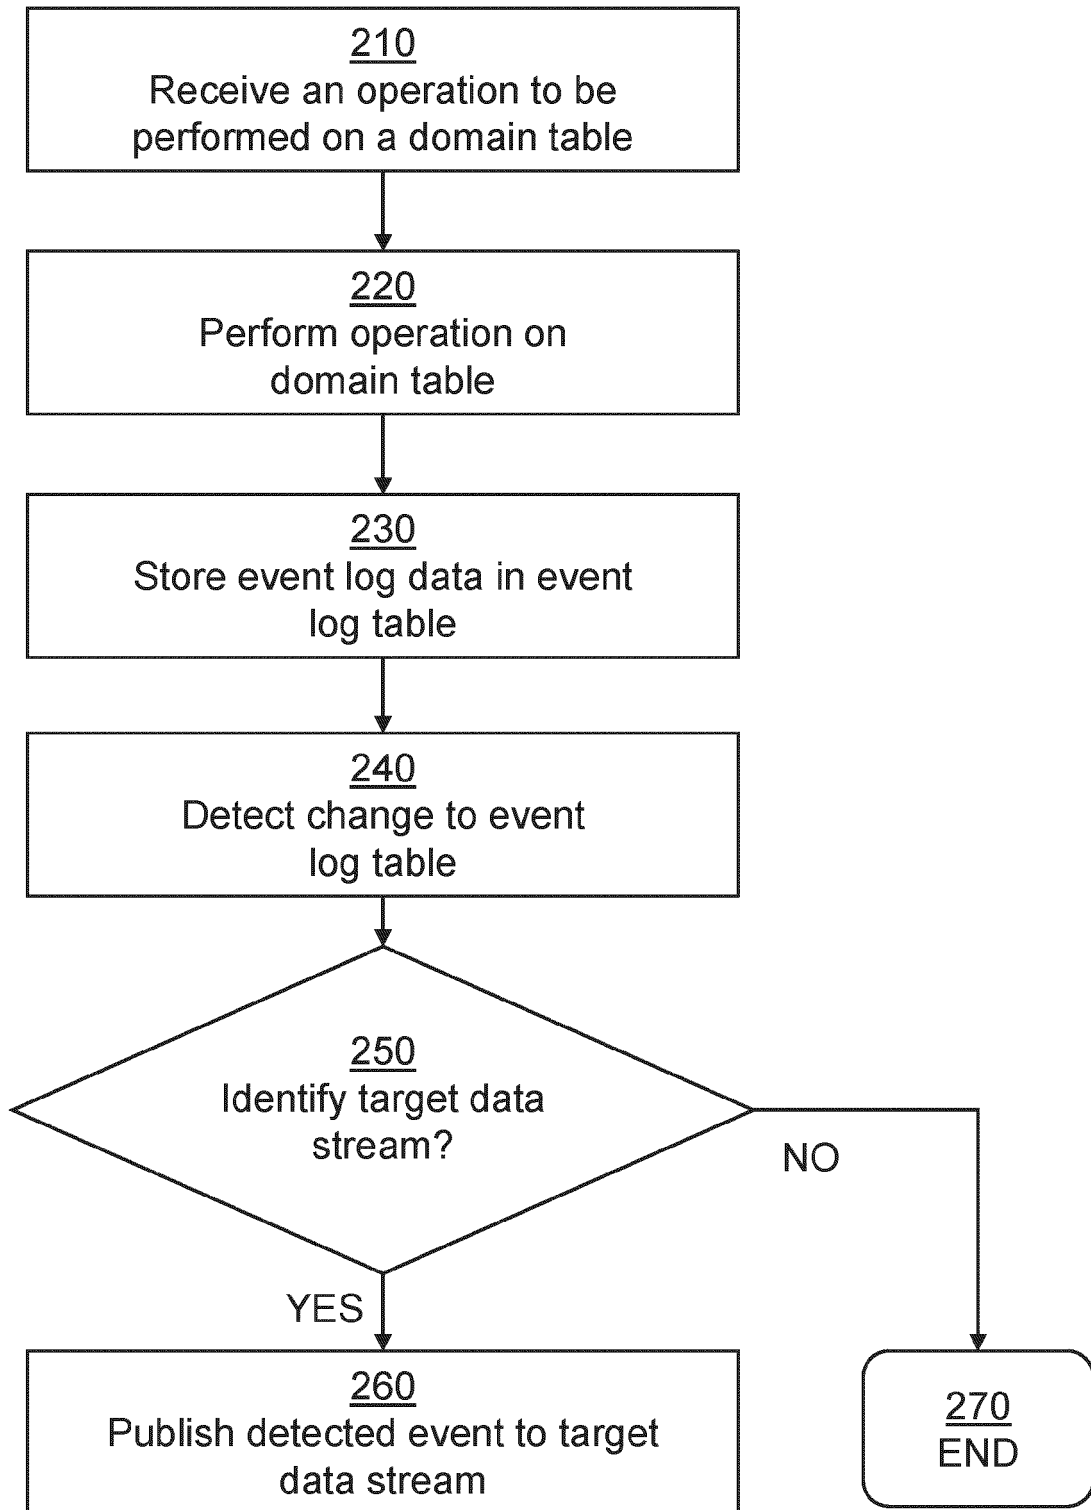 210
Receive an operation to be
performed on a domain table
220
Perform operation on
domain table
230
Store event log data in event
log table
240
Detect change to event
log table
250
Identify target data
stream?
NO
YES
260
Publish detected event to target
data stream
270
END